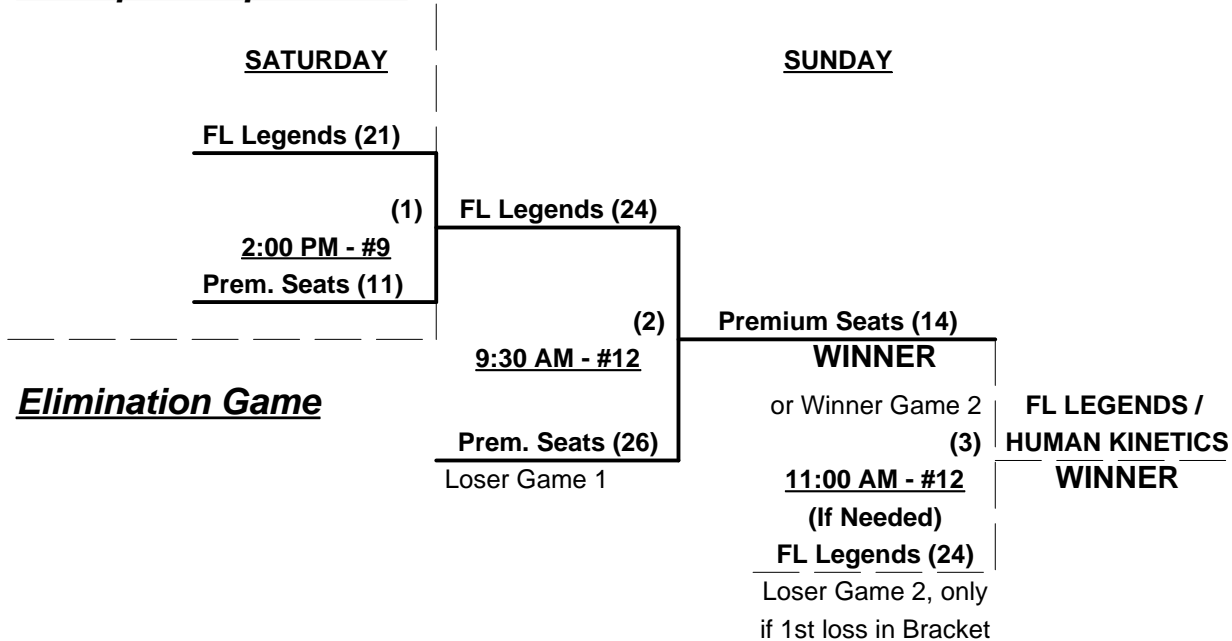 SATURDAY
SUNDAY
FL Legends (21)
(1)
FL Legends (24)
2:00 PM - #9
Prem. Seats (11)
(2)
Premium Seats (14)
9:30 AM - #12
WINNER
Elimination Game
or Winner Game 2
FL LEGENDS /
Prem. Seats (26)
(3)
HUMAN KINETICS
Loser Game 1
11:00 AM - #12
WINNER
(If Needed)
FL Legends (24)
Loser Game 2, only
if 1st loss in Bracket